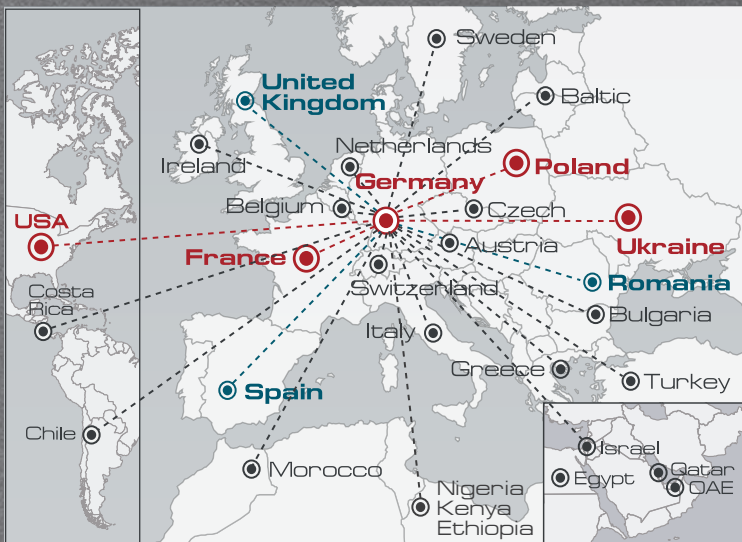 Sweden
United
Kingdom
Baltic
Ireland
Netherlands
Poland
Germany
Belgium
Czech
USA
Ukraine
Austria
France
Switzerland
Costa
Rica
Romania
Bulgaria
Italy
Greece
Turkey
Spain
Chile
Israel
Morocco
Egypt
Qatar
OAE
Nigeria
Kenya
Ethiopia